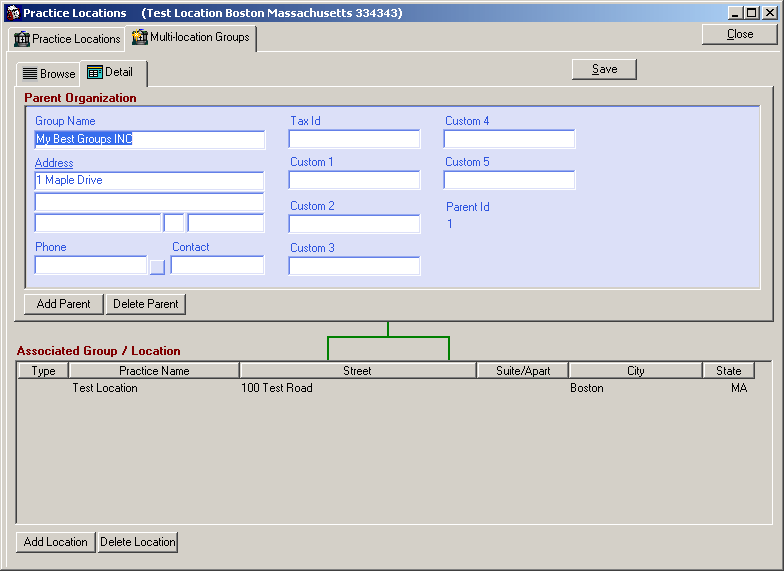 Practice Locations (Test Location Boston Massachusetts 334343)
Practice Locations Multi-location Groups Close
Browse Detail Save
Parent Organization
Group Name Tax Id Custom 4
My Best Groups INC
Address Custom 1 Custom 5
1 Maple Drive
Custom 2 Parent Id
1
Phone Contact Custom 3
Add Parent Delete Parent
Associated Group / Location
Type Practice Name Street Suite/Apart City State
Test Location 100 Test Road Boston MA
Add Location Delete Location